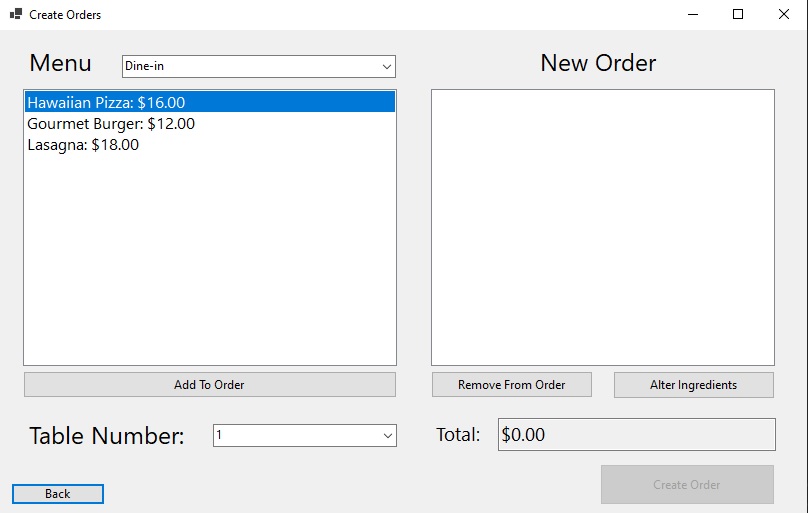 Create Orders
Menu
Dine-in
New Order
Hawaiian Pizza: $16.00
Gourmet Burger: $12.00
Lasagna: $18.00
Add To Order
Remove From Order
Alter Ingredients
Table Number:
1
Total:
$0.00
Back
Create Order